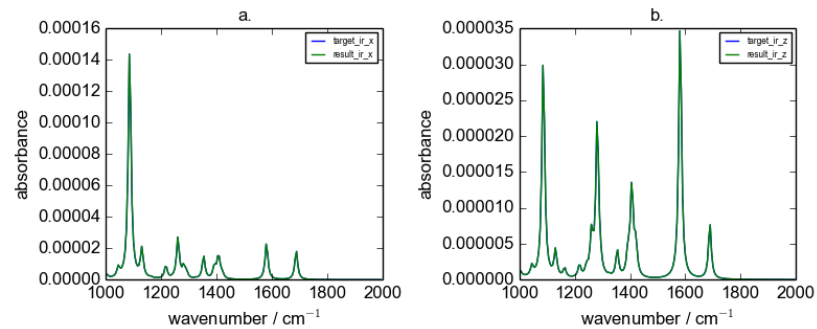 a.
0.00016
0.00014
0.00012
0.00010
0.00008
0.00006
0.00004
0.00002
0.00000
absorbance
target_ir_x
result_ir_x
1000 1200 1400 1600 1800 2000
wavenumber / cm⁻¹
b.
0.000035
0.000030
0.000025
0.000020
0.000015
0.000010
0.000005
0.000000
absorbance
target_ir_z
result_ir_z
1000 1200 1400 1600 1800 2000
wavenumber / cm⁻¹